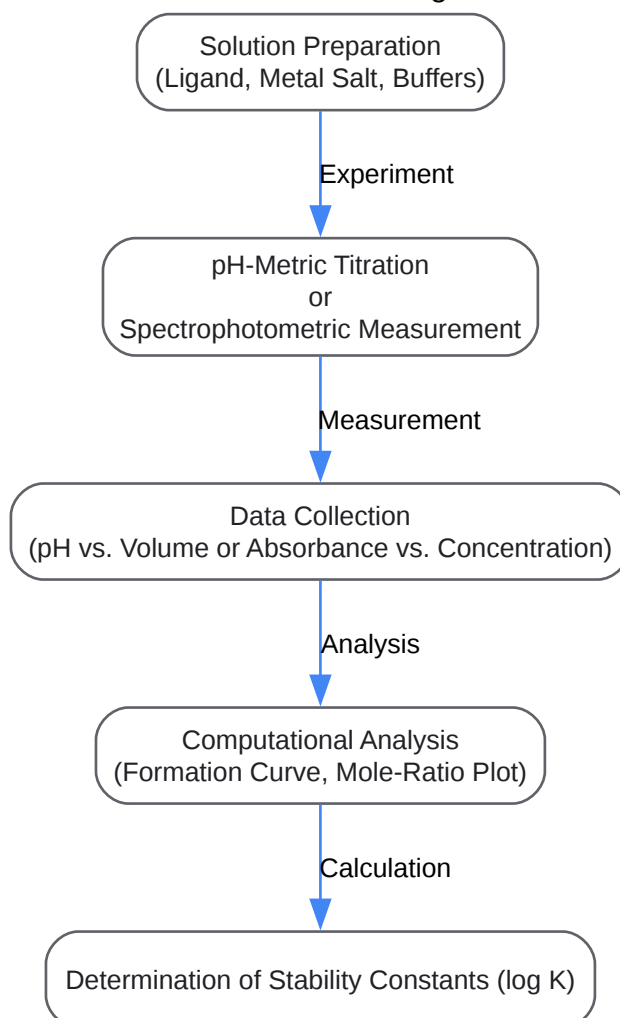 Solution Preparation
(Ligand, Metal Salt, Buffers)
Experiment
pH-Metric Titration
or
Spectrophotometric Measurement
Measurement
Data Collection
(pH vs. Volume or Absorbance vs. Concentration)
Analysis
Computational Analysis
(Formation Curve, Mole-Ratio Plot)
Calculation
Determination of Stability Constants (log K)